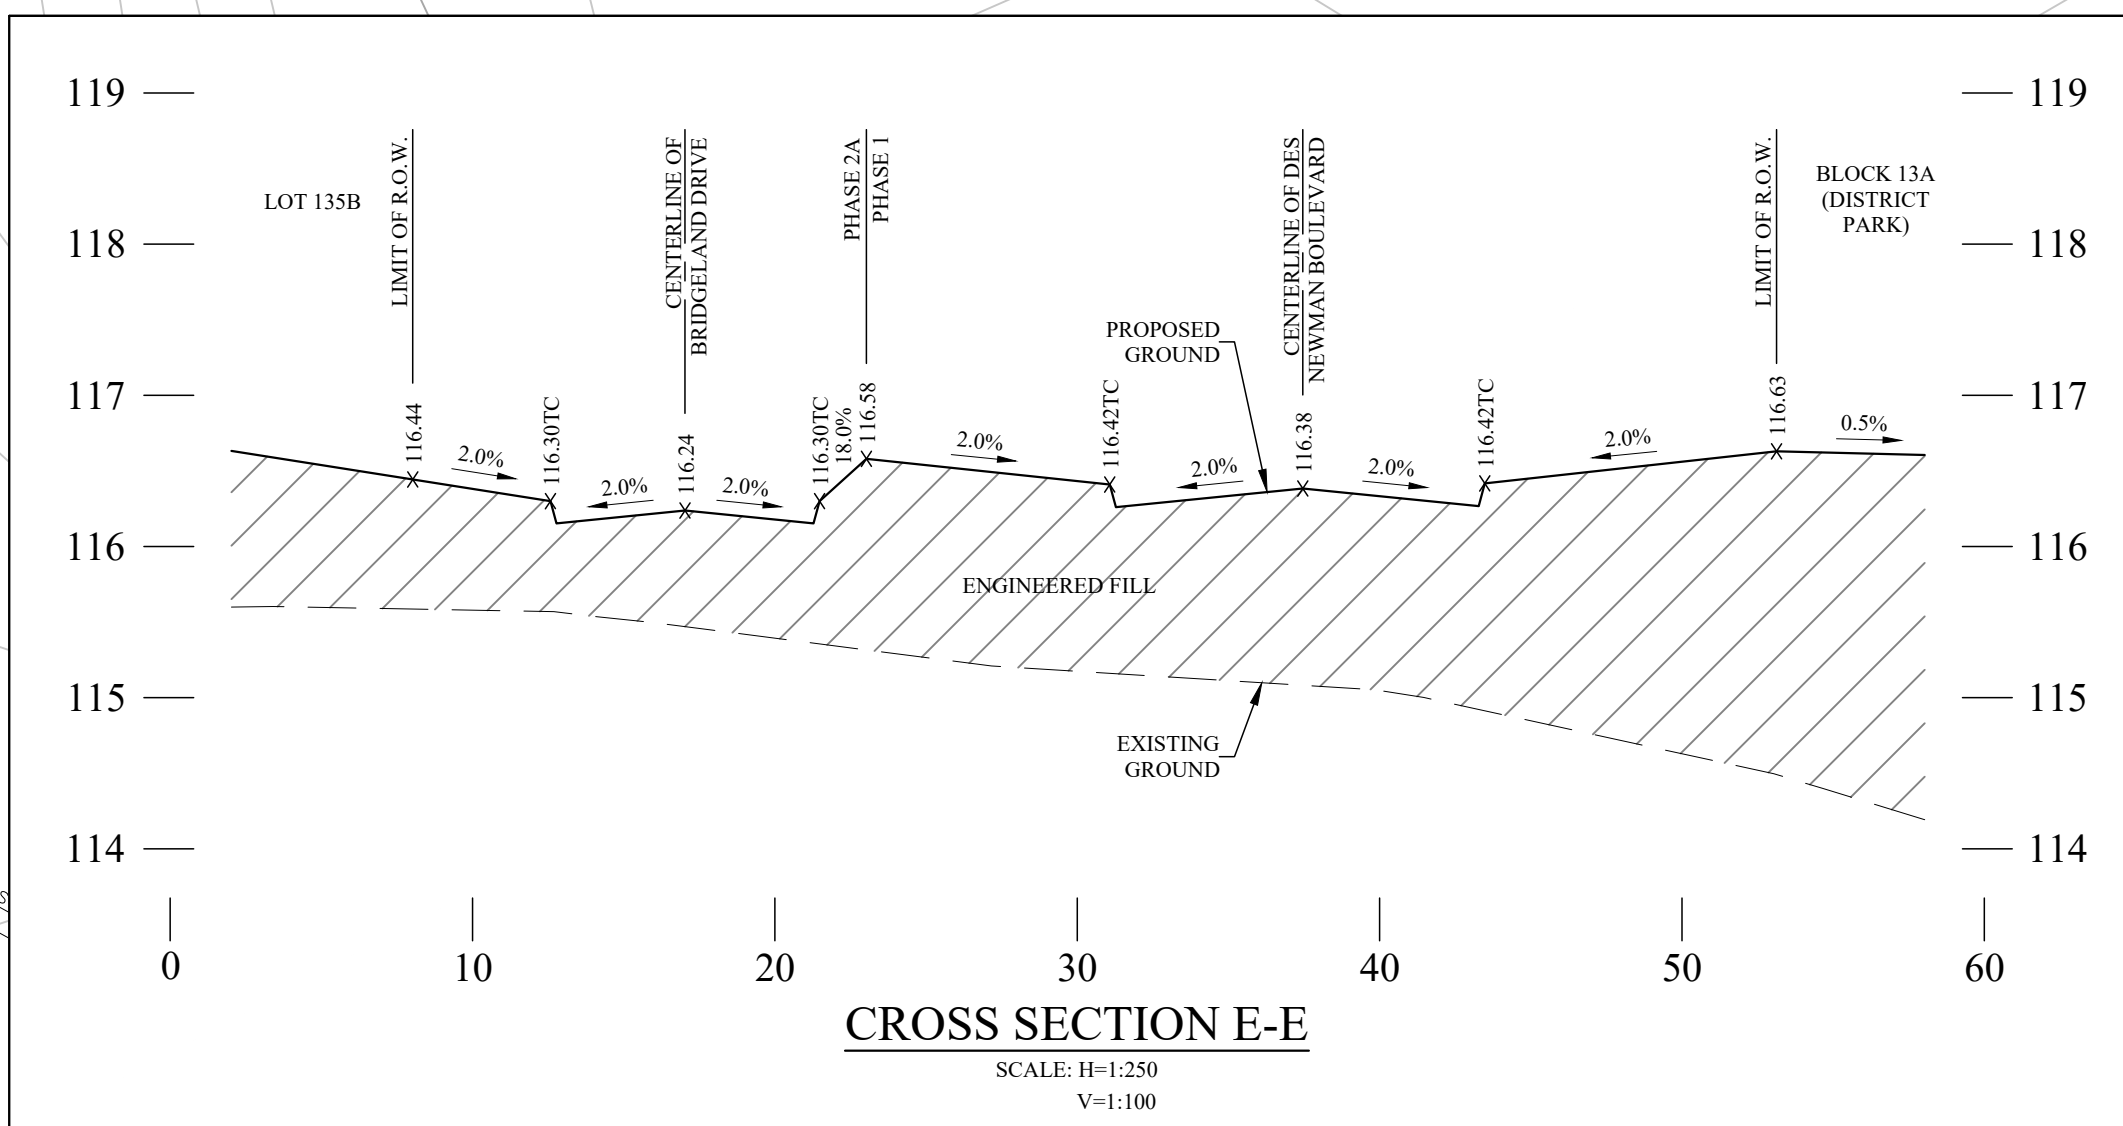 119
119
LOT 135B
LIMIT OF R.O.W.
CENTERLINE OF
BRIDGELAND DRIVE
PHASE 2A
PHASE 1
CENTERLINE OF DES
NEWMAN BOULEVARD
LIMIT OF R.O.W.
BLOCK 13A
(DISTRICT
PARK)
118
118
PROPOSED
GROUND
117
117
116.44
2.0%
116.30TC
2.0%
116.24
2.0%
116.30TC
18.0%
116.58
2.0%
116.42TC
2.0%
116.38
2.0%
116.42TC
2.0%
116.63
0.5%
116
116
ENGINEERED FILL
115
115
EXISTING
GROUND
114
114
0
10
20
30
40
50
60
CROSS SECTION E-E
SCALE: H=1:250
V=1:100